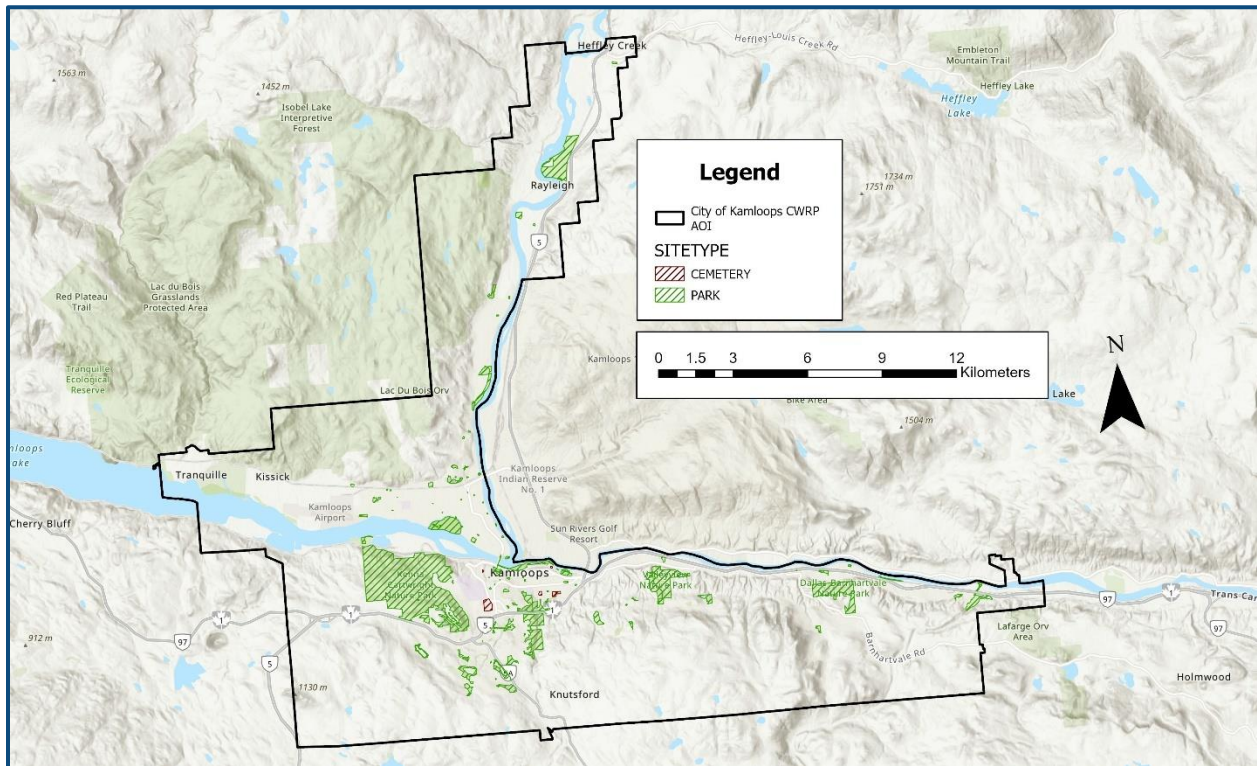 Heffley Creek
Heffley-Louis Creek Rd
Embleton
Mountain Trail
Heffley Lake
Heffley
Lake
1563 m
1452 m
Isobel Lake
Interpretive
Forest
Rayleigh
5
1734 m
1751 m
Legend
City of Kamloops CWRP
AOI
SITETYPE
CEMETERY
PARK
Lac du Bois
Grasslands
Protected Area
Red Plateau
Trail
Tranquille
Ecological
Reserve
Lac Du Bois Orv
0 1.5 3 6 9 12
Kilometers
N
Kamloops
Bike Area
Lake
1504 m
Tranquille
Kissick
Kamloops
Airport
Kamloops
Indian Reserve
No. 1
Cherry Bluff
Sun Rivers Golf
Resort
Kamloops
Nature Park
Nature Park
Dallas-Barnhartvale
Nature Park
1
1
1
5
5
97
97
97
1
Trans Can
912 m
1130 m
Knutsford
Barnhartvale Rd
Lafarge Orv
Area
Holmwood